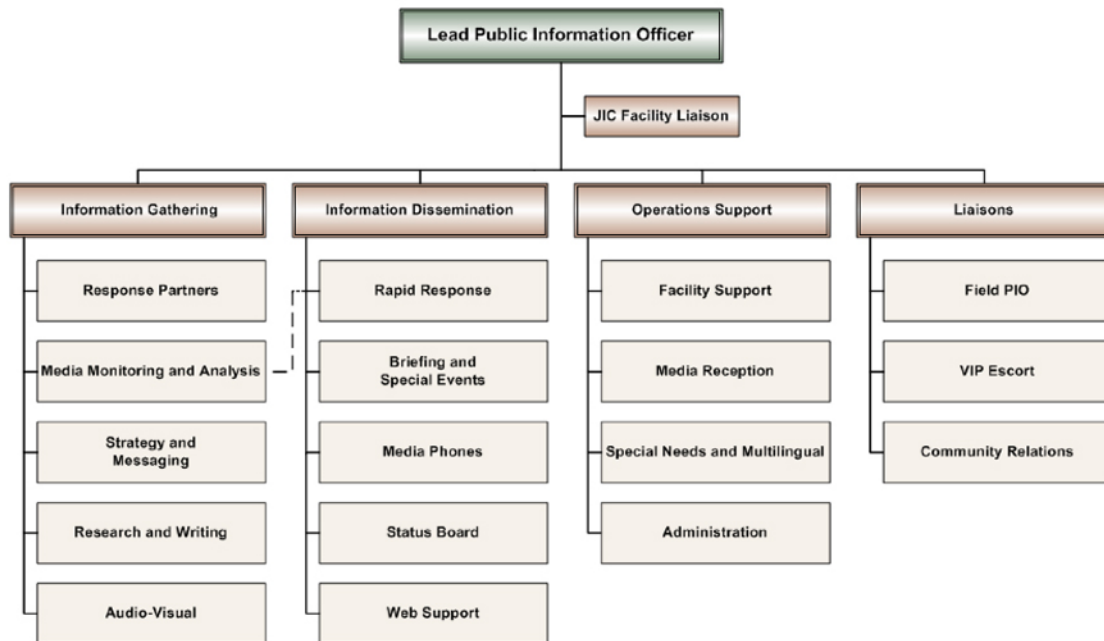 Lead Public Information Officer
JIC Facility Liaison
Information Gathering
Response Partners
Media Monitoring and Analysis
Strategy and
Messaging
Research and Writing
Audio-Visual
Information Dissemination
Rapid Response
Briefing and
Special Events
Media Phones
Status Board
Web Support
Operations Support
Facility Support
Media Reception
Special Needs and Multilingual
Administration
Liaisons
Field PIO
VIP Escort
Community Relations